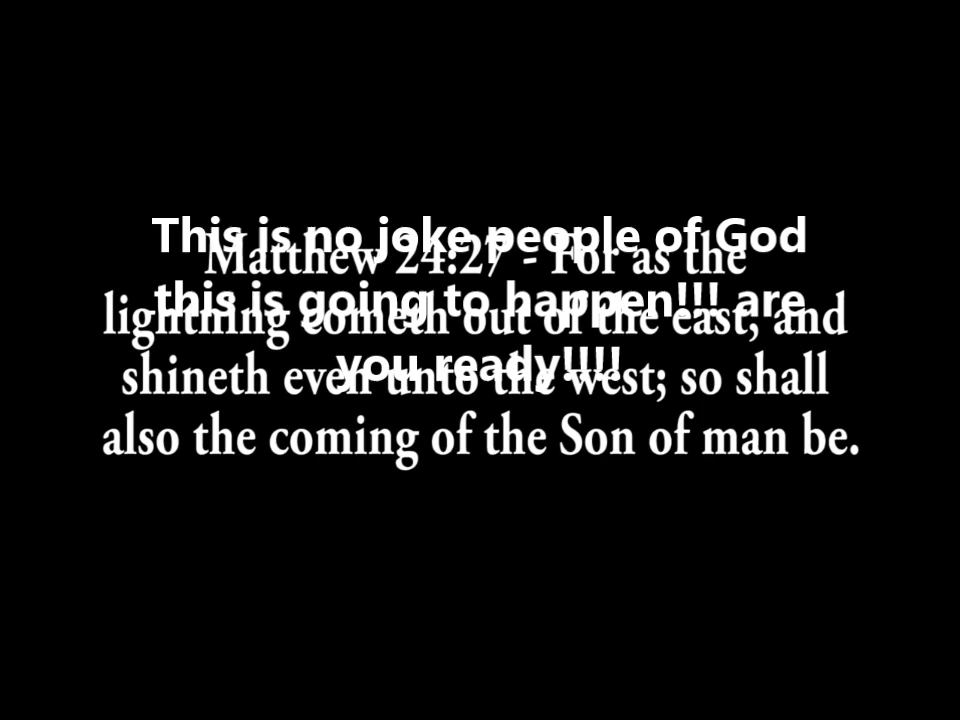 This is no joke people of God
this is going to happen!!! are
you ready!!!!
Matthew 24:27 - For as the
lightning cometh out of the east, and
shineth even unto the west; so shall
also the coming of the Son of man be.